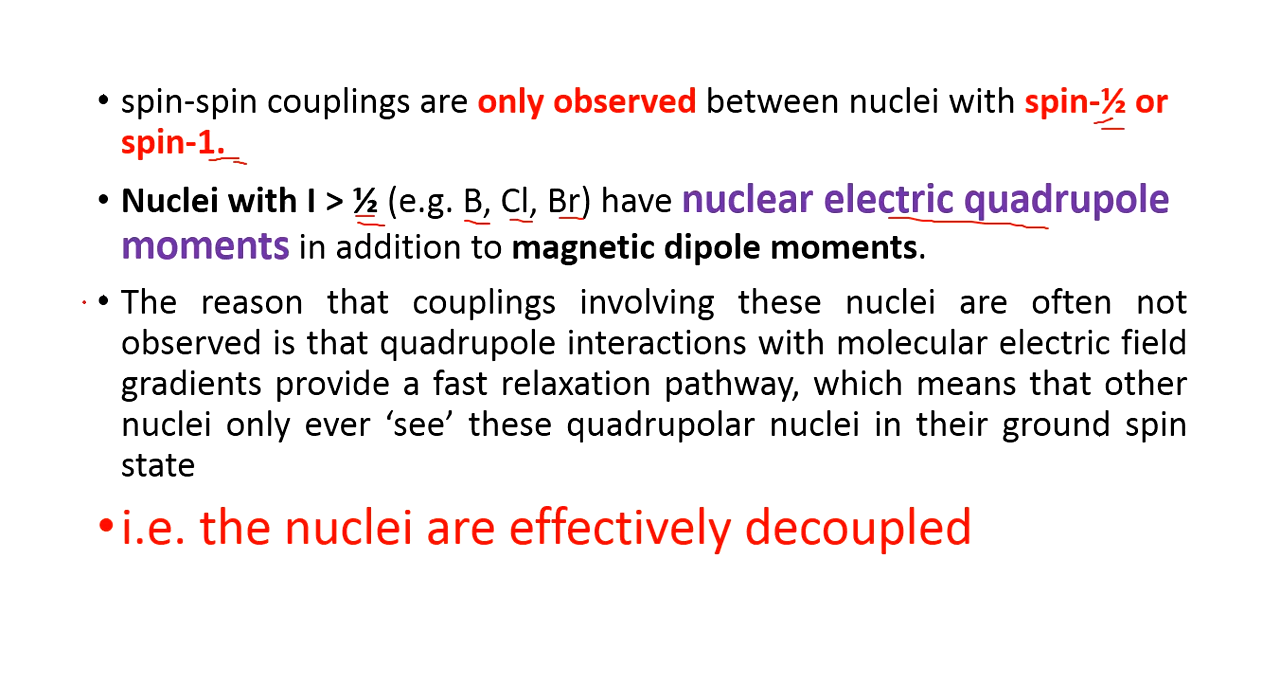 • spin-spin couplings are only observed between nuclei with spin-½ or
spin-1.
• Nuclei with I > ½ (e.g. B, Cl, Br) have nuclear electric quadrupole
moments in addition to magnetic dipole moments.
• The reason that couplings involving these nuclei are often not
observed is that quadrupole interactions with molecular electric field
gradients provide a fast relaxation pathway, which means that other
nuclei only ever ‘see’ these quadrupolar nuclei in their ground spin
state
• i.e. the nuclei are effectively decoupled